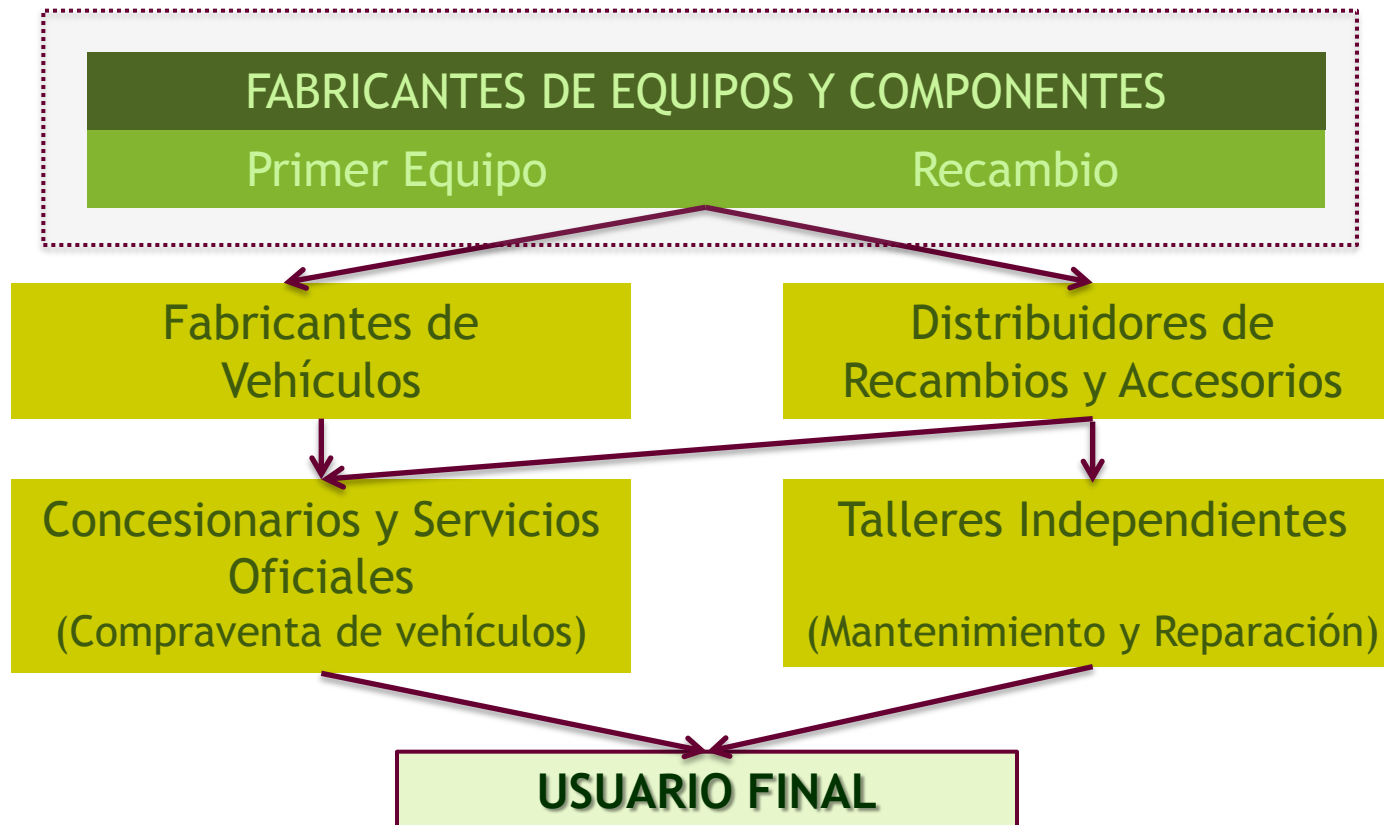 FABRICANTES DE EQUIPOS Y COMPONENTES
Primer Equipo
Recambio
Fabricantes de
Vehículos
Distribuidores de
Recambios y Accesorios
Concesionarios y Servicios
Oficiales
(Compraventa de vehículos)
Talleres Independientes
(Mantenimiento y Reparación)
USUARIO FINAL